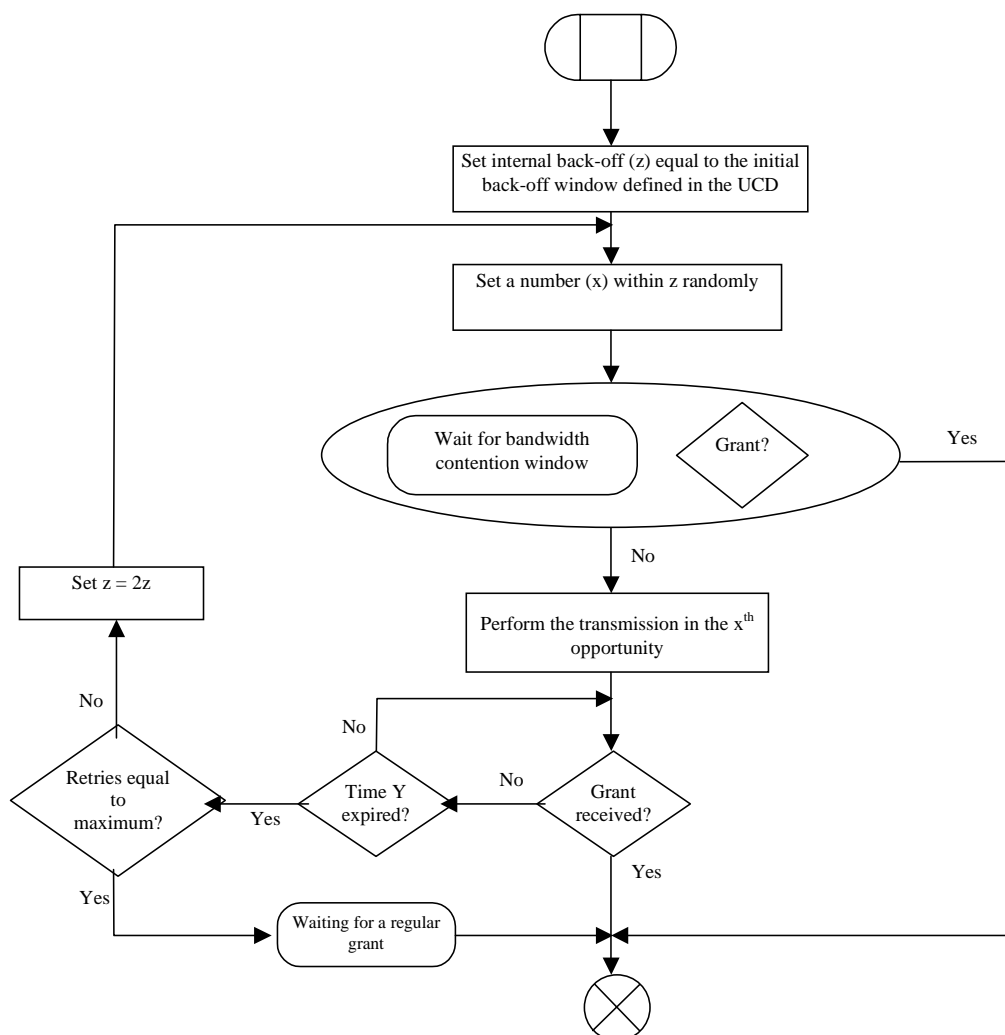 Set internal back-off (z) equal to the initial
back-off window defined in the UCD
Set a number (x) within z randomly
Wait for bandwidth
contention window
Grant?
Yes
No
Set z = 2z
Perform the transmission in the xth
opportunity
No
No
No
Retries equal
to
maximum?
Time Y
expired?
Grant
received?
Yes
Yes
Yes
Waiting for a regular
grant